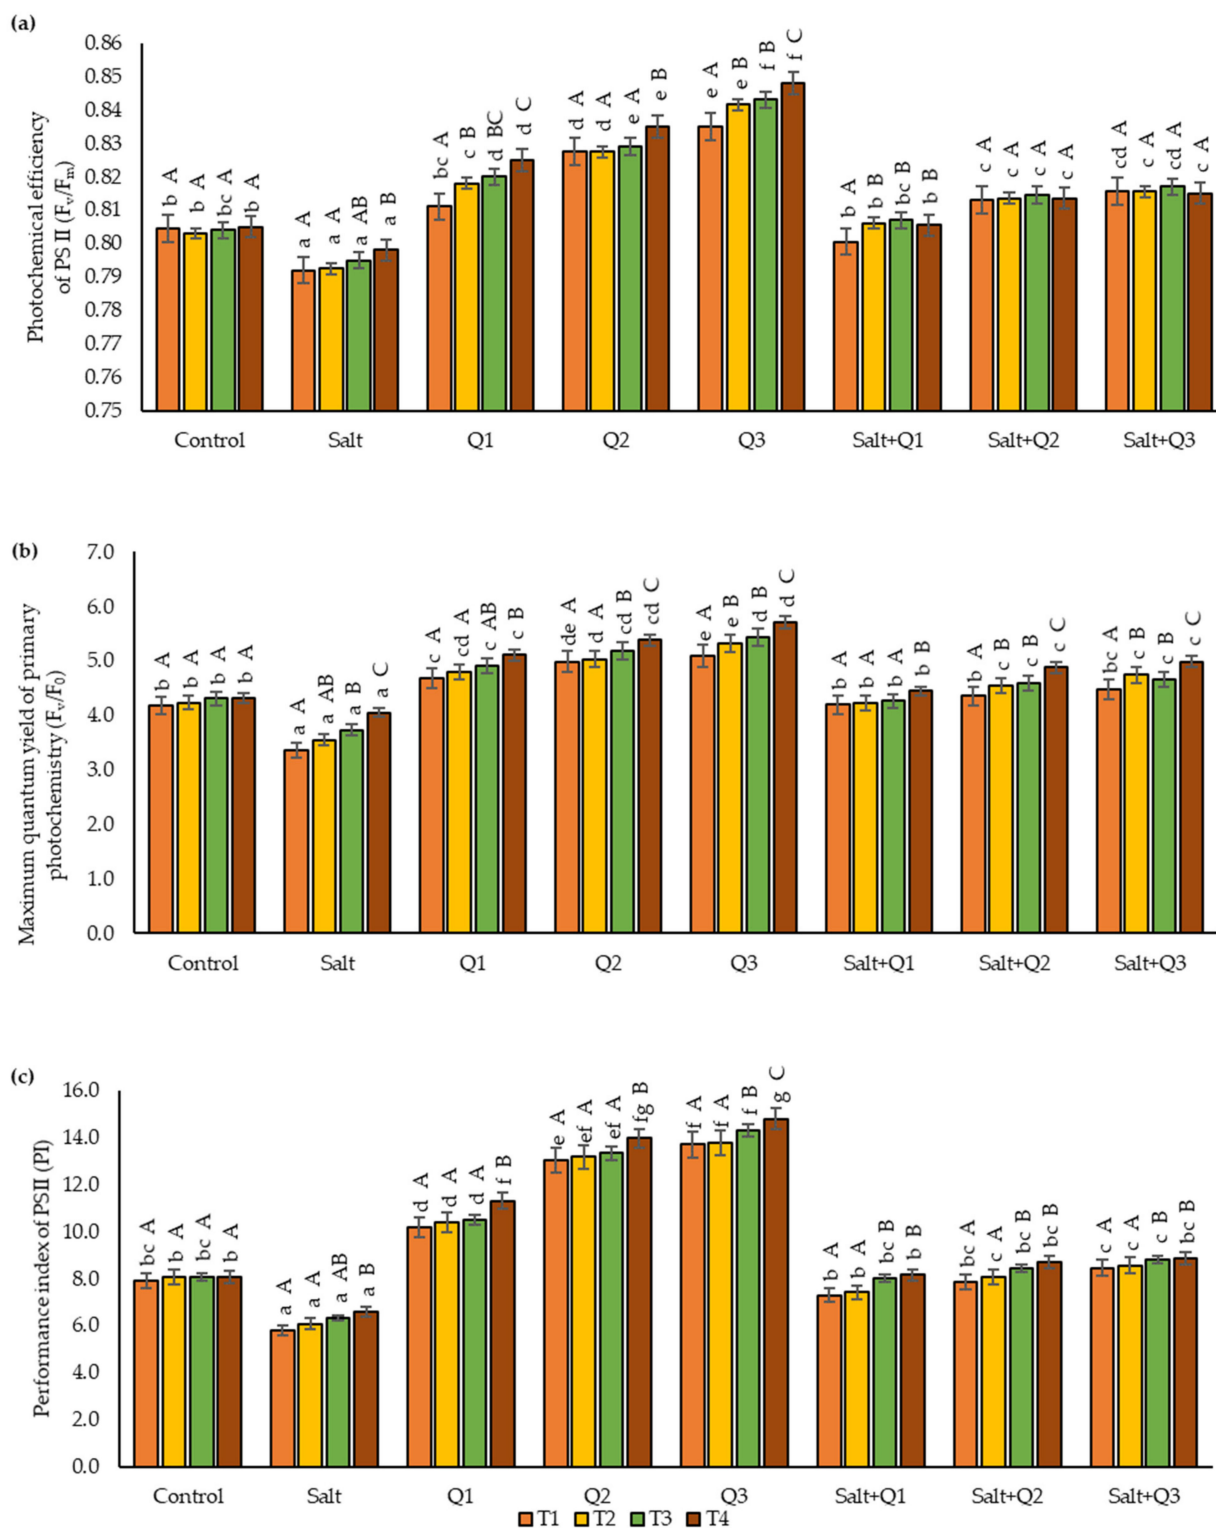 (a)
Photochemical efficiency
of PS II (Fv/Fm)
0.86
0.85
0.84
0.83
0.82
0.81
0.80
0.79
0.78
0.77
0.76
0.75
b A
b A
bc A
b A
a A
a A
a AB
a B
bc A
c B
d BC
d C
d A
d A
e A
e B
e A
e B
f B
f C
b A
b B
bc B
b B
c A
c A
c A
c A
cd A
c A
cd A
c A
Control Salt Q1 Q2 Q3 Salt+Q1 Salt+Q2 Salt+Q3
(b)
Maximum quantum yield of primary
photochemistry (Fv/F0)
7.0
6.0
5.0
4.0
3.0
2.0
1.0
0.0
b A
b A
b A
b A
a A
a AB
a B
a C
c A
cd A
c AB
c B
de A
d A
cd B
cd C
e A
e B
d B
d C
b A
b A
b A
b B
b A
c B
c B
c C
bc A
c B
c B
c C
Control Salt Q1 Q2 Q3 Salt+Q1 Salt+Q2 Salt+Q3
(c)
Performance index of PSII (PI)
16.0
14.0
12.0
10.0
8.0
6.0
4.0
2.0
0.0
bc A
b A
bc A
b A
a A
a A
a AB
a B
d A
d A
d A
f B
e A
ef A
ef A
fg B
f A
f A
f B
g C
b A
b A
bc B
b B
bc A
c A
bc B
bc B
c A
c A
c B
bc B
Control Salt Q1 Q2 Q3 Salt+Q1 Salt+Q2 Salt+Q3
T1 T2 T3 T4